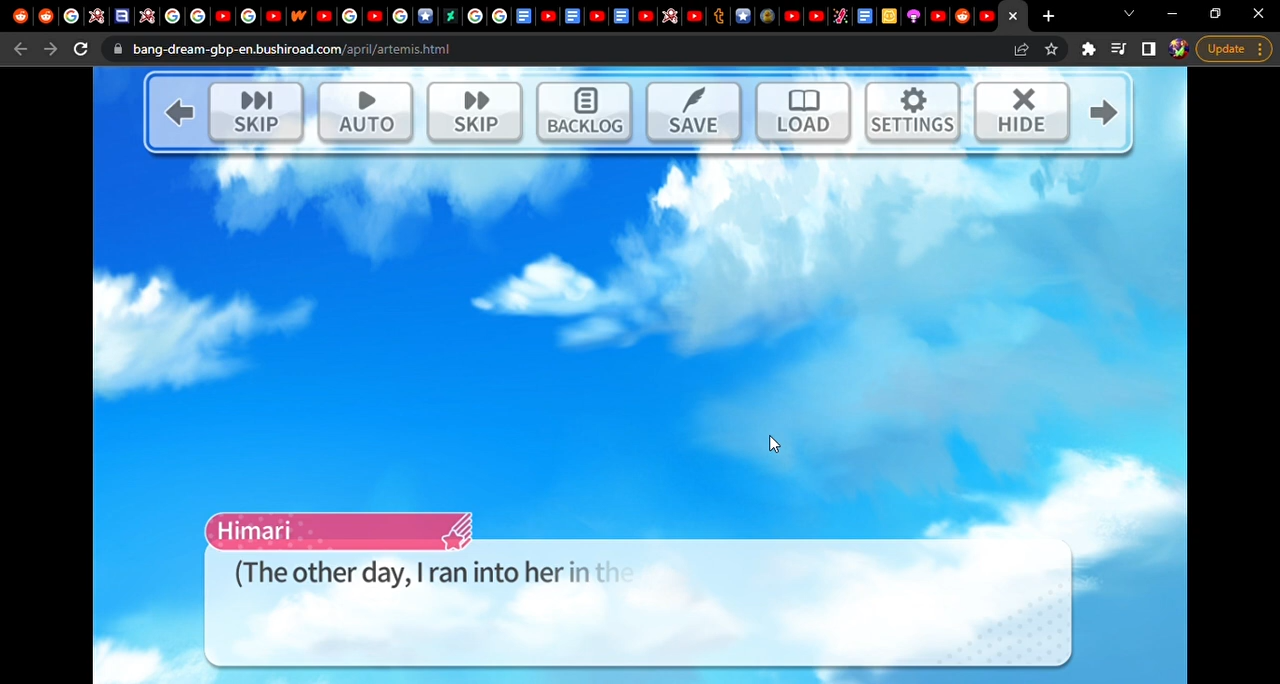 bang-dream-gbp-en.bushiroad.com/april/artemis.html
Update
SKIP
AUTO
SKIP
BACKLOG
SAVE
LOAD
SETTINGS
HIDE
Himari
(The other day, I ran into her in the